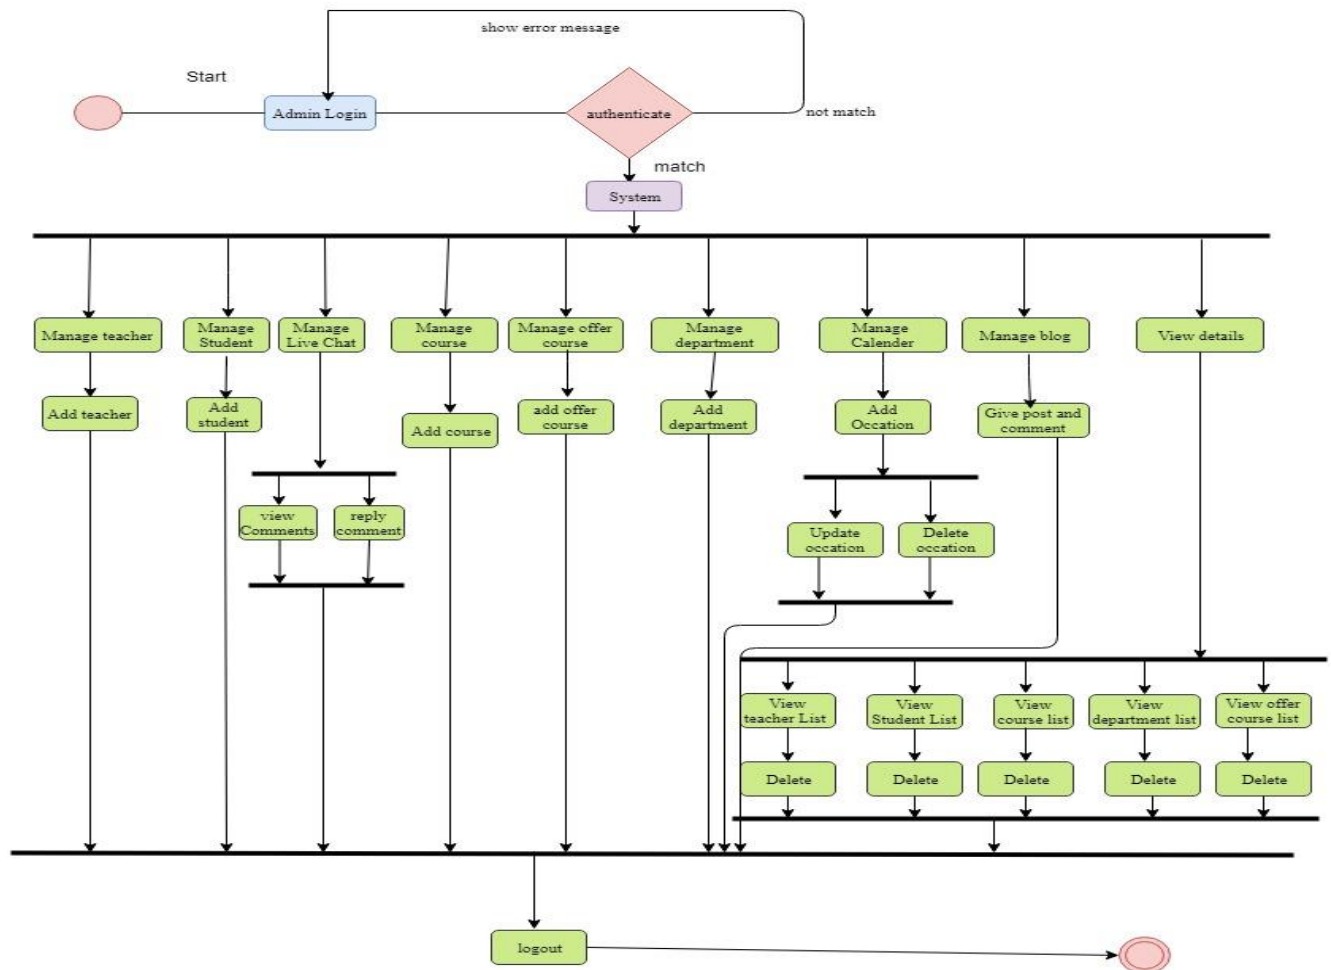 show error message
Start
Admin Login
authenticate
not match
match
System
Manage teacher
Manage
Student
Manage
Live Chat
Manage
course
Manage offer
course
Manage
department
Manage
Calender
Manage blog
View details
Add teacher
Add
student
Add course
add offer
course
Add
department
Add
Occation
Give post and
comment
view
Comments
reply
comment
Update
occation
Delete
occation
View
teacher List
View
Student List
View
course list
View
department list
View offer
course list
Delete
Delete
Delete
Delete
Delete
logout